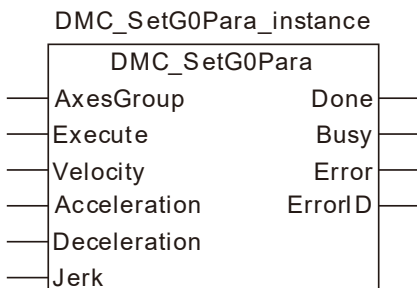 DMC_SetG0Para_instance
DMC_SetG0Para
AxesGroup Done
Execute Busy
Velocity Error
Acceleration ErrorID
Deceleration
Jerk